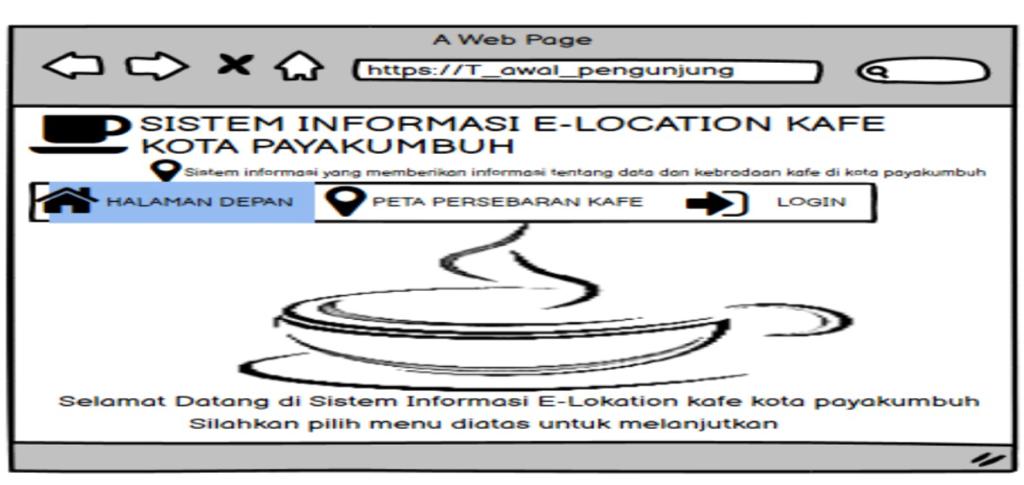 A Web Page
https://T_awal_pengunjung
SISTEM INFORMASI E-LOCATION KAFE
KOTA PAYAKUMBUH
Sistem informasi yang memberikan informasi tentang data dan kebradaan kafe di kota payakumbuh
HALAMAN DEPAN PETA PERSEBARAN KAFE LOGIN
Selamat Datang di Sistem Informasi E-Lokation kafe kota payakumbuh
Silahkan pilih menu diatas untuk melanjutkan